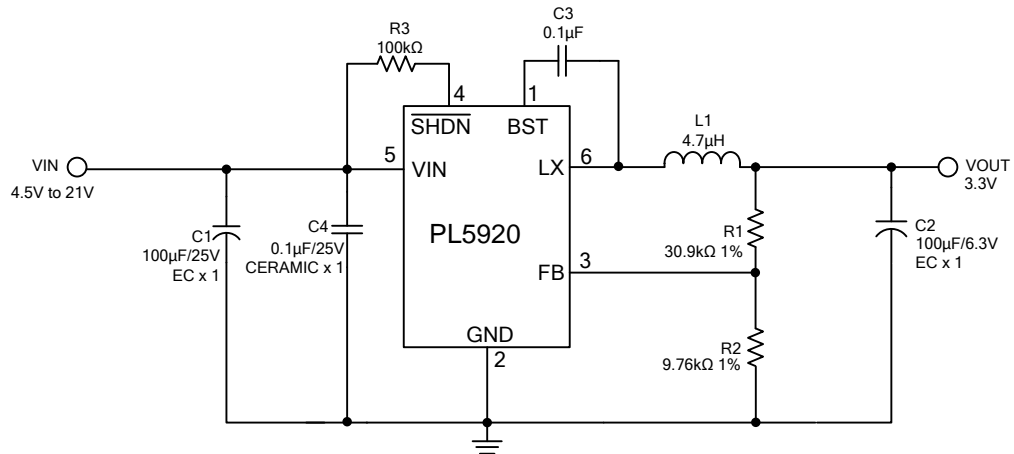 C3
0.1µF
R3
100kΩ
4
1
SHDN
BST
L1
4.7µH
VIN
4.5V to 21V
5
VIN
LX
6
VOUT
3.3V
C1
100µF/25V
EC x 1
C4
0.1µF/25V
CERAMIC x 1
PL5920
R1
30.9kΩ 1%
C2
100µF/6.3V
EC x 1
FB
3
GND
2
R2
9.76kΩ 1%